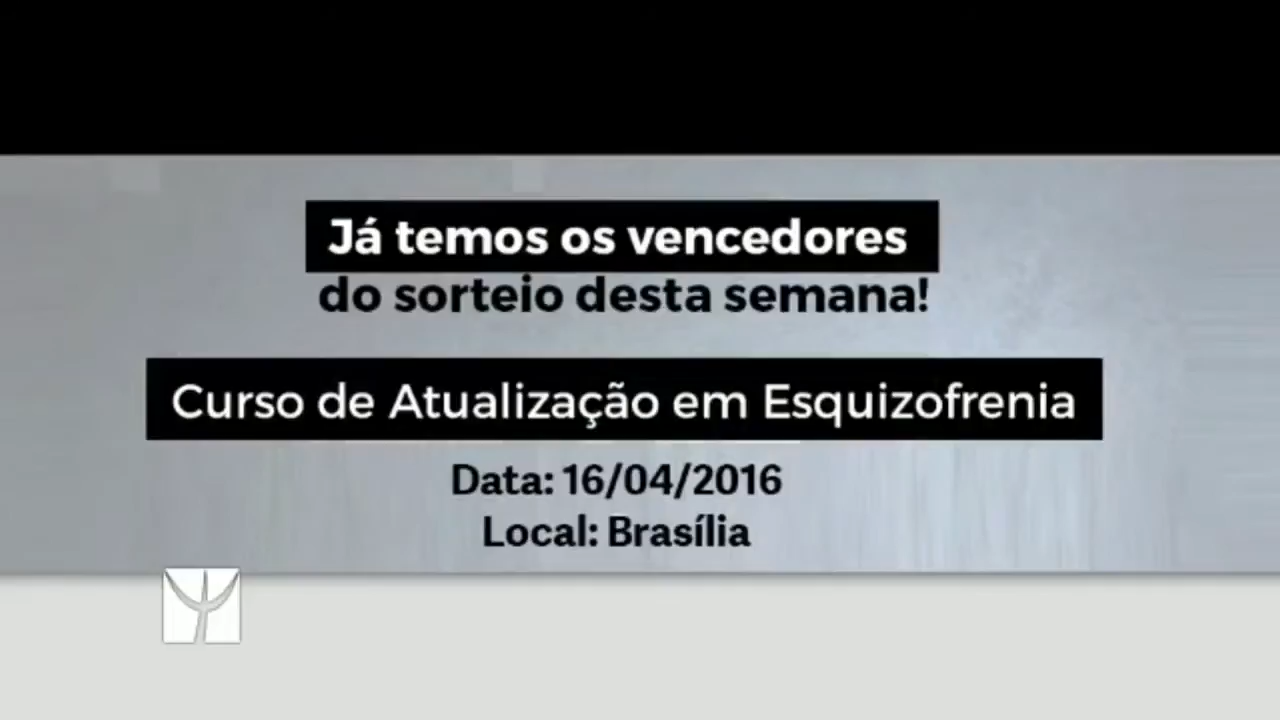 Já temos os vencedores
do sorteio desta semana!
Curso de Atualização em Esquizofrenia
Data: 16/04/2016
Local: Brasília